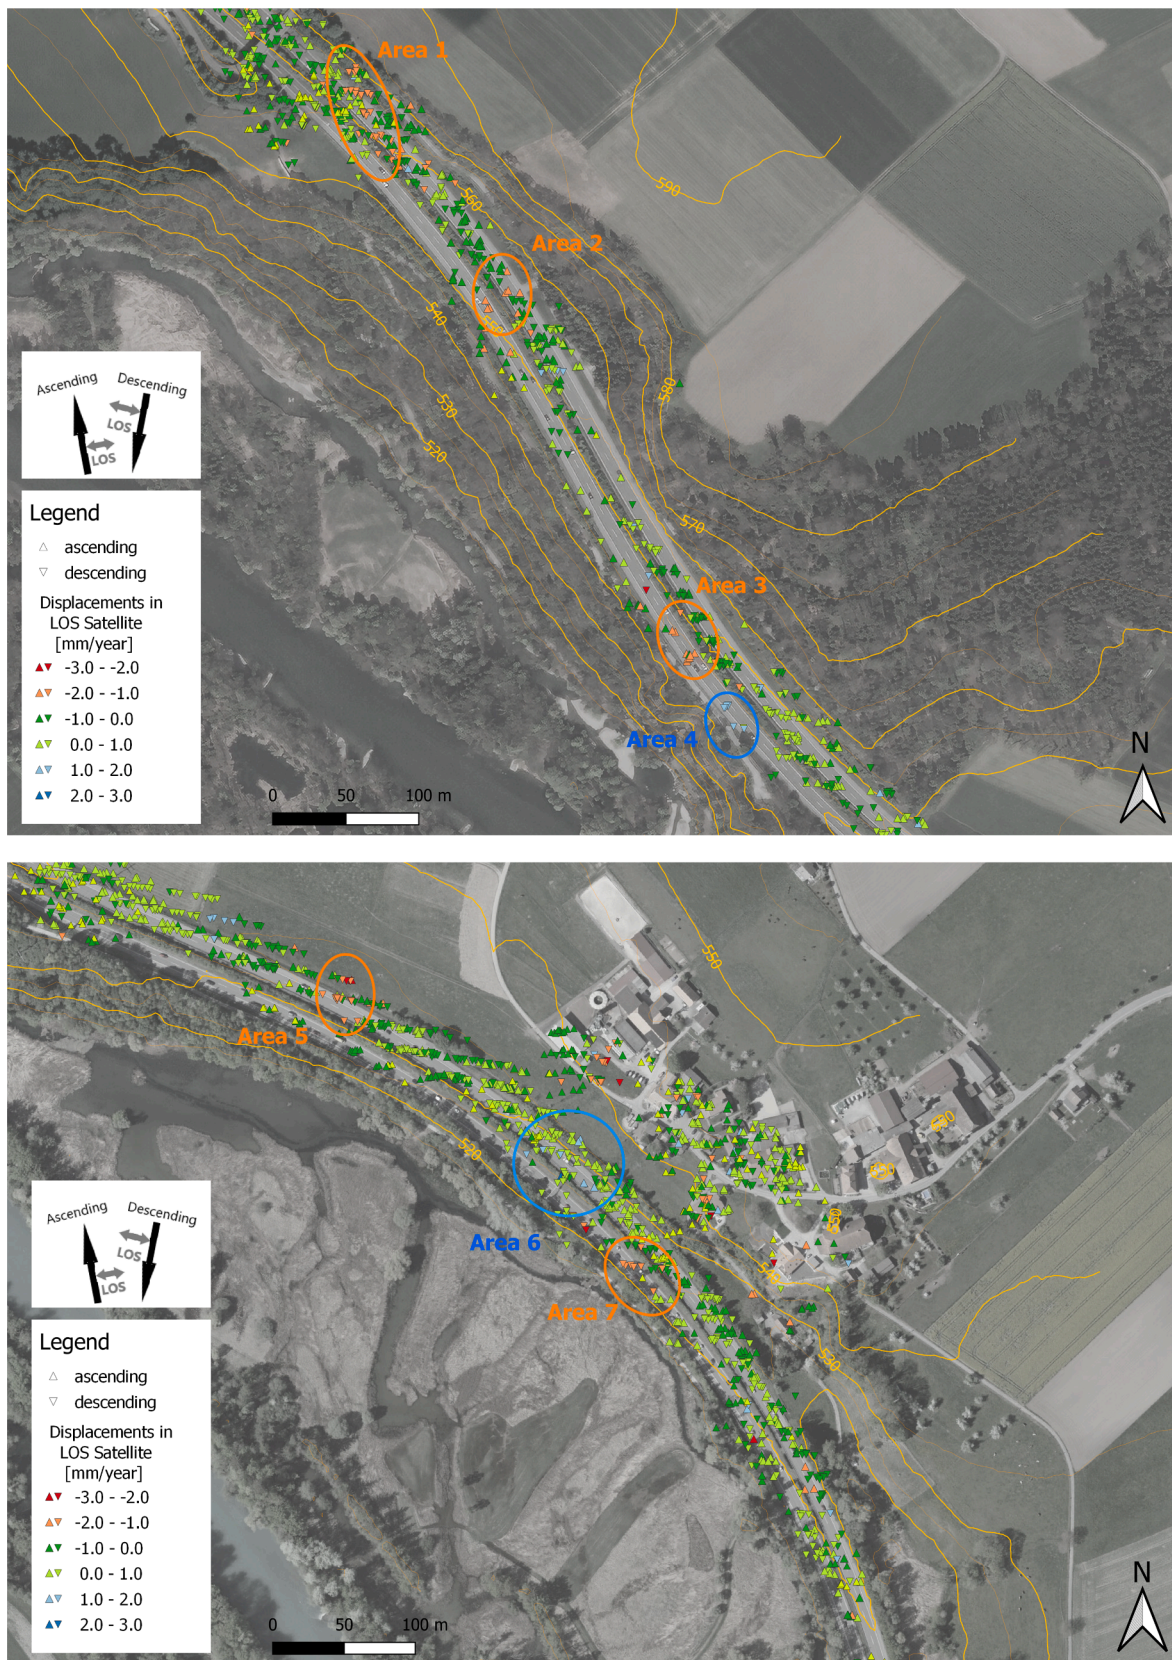 Area 1
590
560
Area 2
540
550
580
530
520
570
Area 3
Area 4
Ascending
Descending
LOS
LOS
Legend
ascending
descending
Displacements in
LOS Satellite
[mm/year]
-3.0 - -2.0
-2.0 - -1.0
-1.0 - 0.0
0.0 - 1.0
1.0 - 2.0
2.0 - 3.0
0 50 100 m
N
550
Area 5
520
550
550
550
Area 6
540
Area 7
530
Ascending
Descending
LOS
LOS
Legend
ascending
descending
Displacements in
LOS Satellite
[mm/year]
-3.0 - -2.0
-2.0 - -1.0
-1.0 - 0.0
0.0 - 1.0
1.0 - 2.0
2.0 - 3.0
0 50 100 m
N